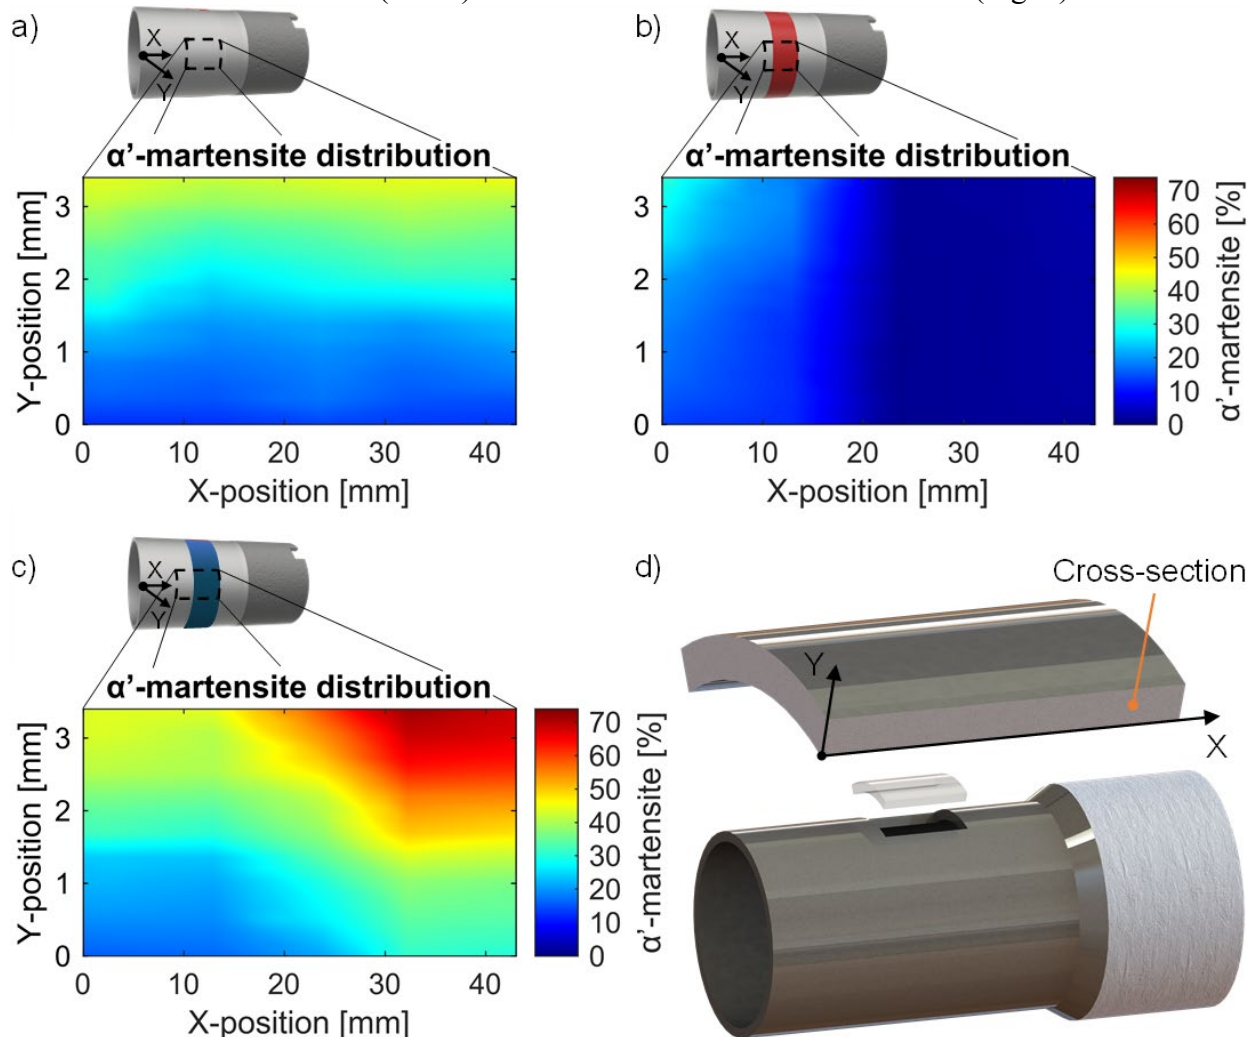 a)
X
Y
α’-martensite distribution
Y-position [mm]
3
2
1
0
0 10 20 30 40
X-position [mm]
b)
X
Y
α’-martensite distribution
3
2
1
0
0 10 20 30 40
X-position [mm]
70
60
50
40
30
20
10
0
α’-martensite [%]
c)
X
Y
α’-martensite distribution
Y-position [mm]
3
2
1
0
0 10 20 30 40
X-position [mm]
70
60
50
40
30
20
10
0
α’-martensite [%]
d)
Cross-section
Y
X